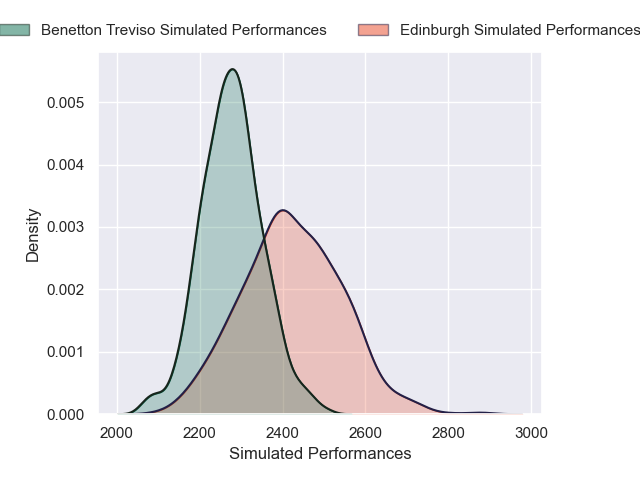 Benetton Treviso Simulated Performances Edinburgh Simulated Performances
0.005
0.004
0.003
0.002
0.001
0.000
Density
2000 2200 2400 2600 2800 3000
Simulated Performances